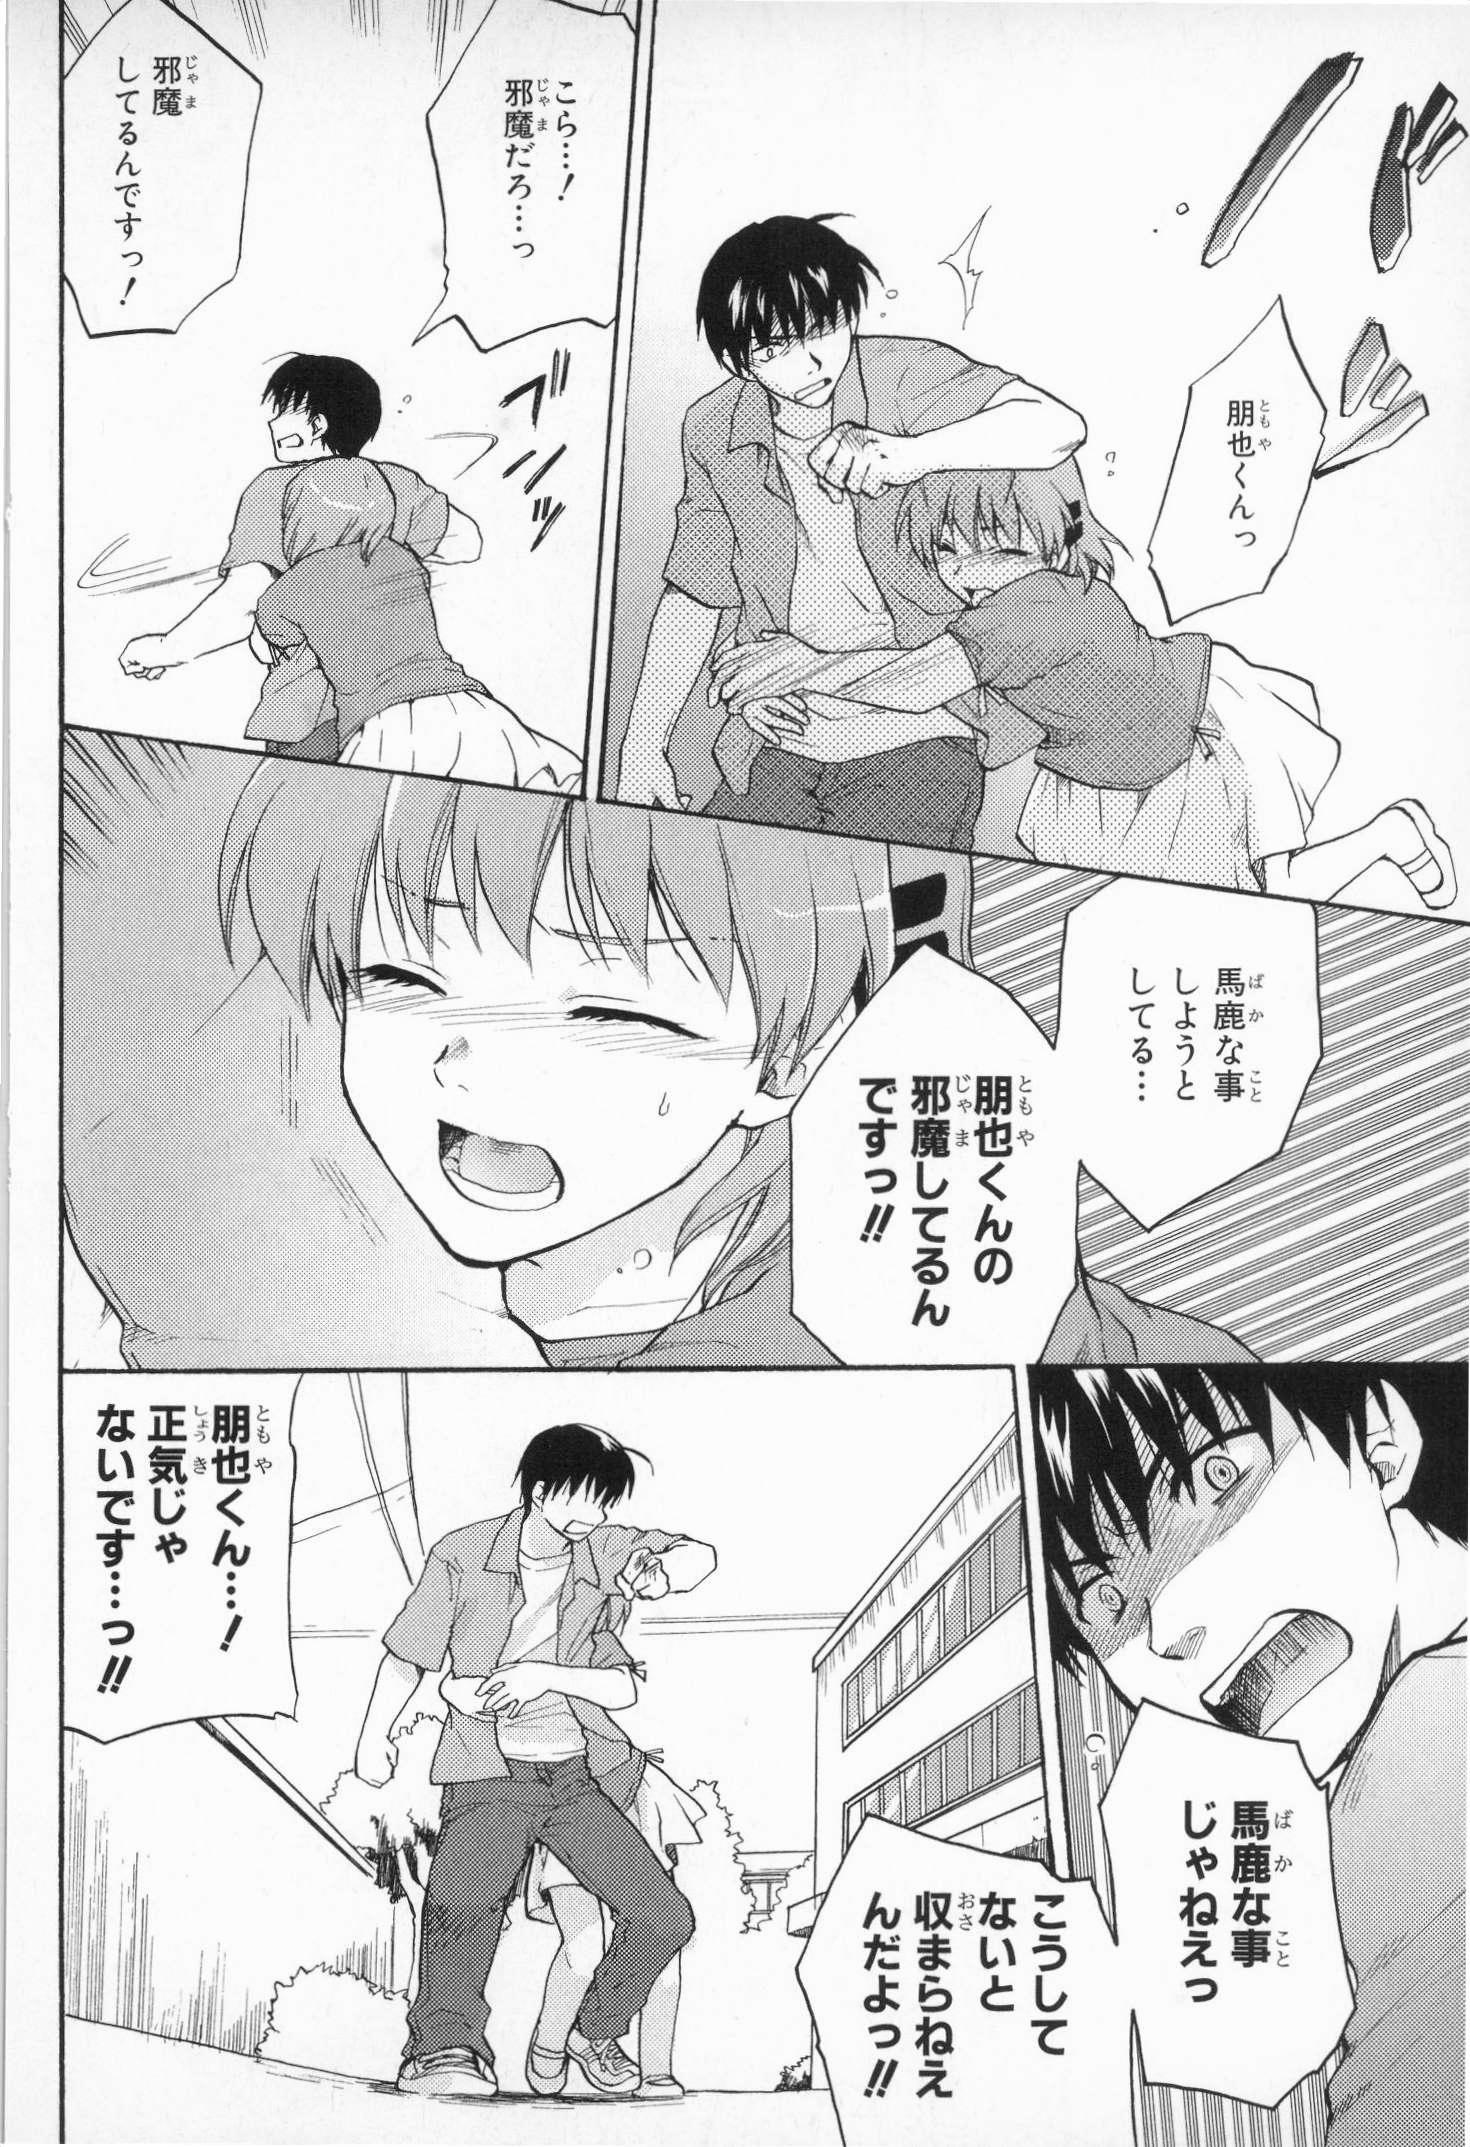 朋也くんっ
こら…！
邪魔だろ…っ
邪魔
してるんですっ！
馬鹿な事
しようと
してる…
朋也くんの
邪魔してるん
ですっ!!
馬鹿な事
じゃねえっ
こうして
ないと
収まらねえ
んだよっ!!
朋也くん…！
正気じゃ
ないです…っ!!